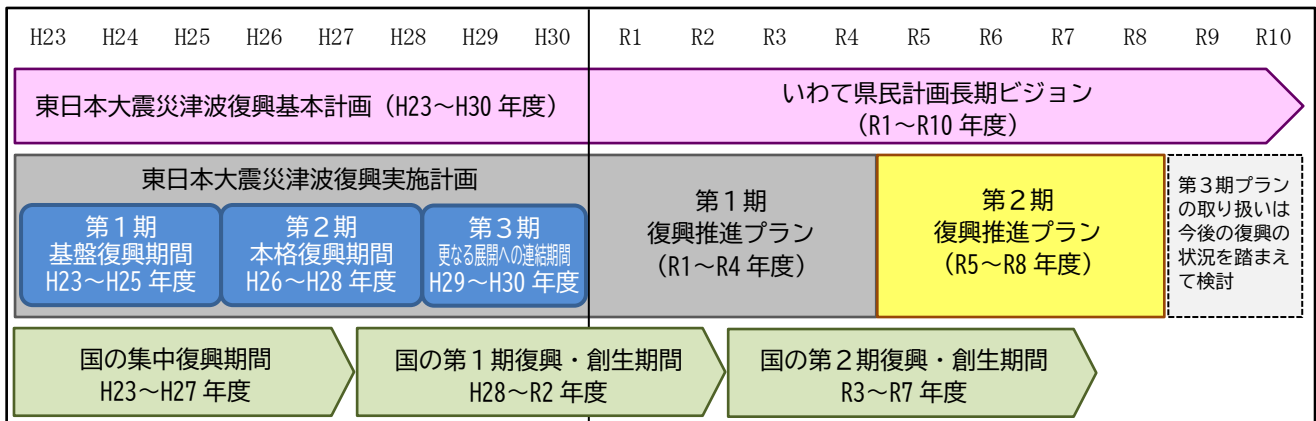 H23 H24 H25 H26 H27 H28 H29 H30 R1 R2 R3 R4 R5 R6 R7 R8 R9 R10
東日本大震災津波復興基本計画（H23～H30 年度）
いわて県民計画長期ビジョン
（R1～R10 年度）
東日本大震災津波復興実施計画
第１期
基盤復興期間
H23～H25 年度
第２期
本格復興期間
H26～H28 年度
第３期
更なる展開への連結期間
H29～H30 年度
第１期
復興推進プラン
（R1～R4 年度）
第２期
復興推進プラン
（R5～R8 年度）
第３期プラン
の取り扱いは
今後の復興の
状況を踏まえ
て検討
国の集中復興期間
H23～H27 年度
国の第１期復興・創生期間
H28～R2 年度
国の第２期復興・創生期間
R3～R7 年度